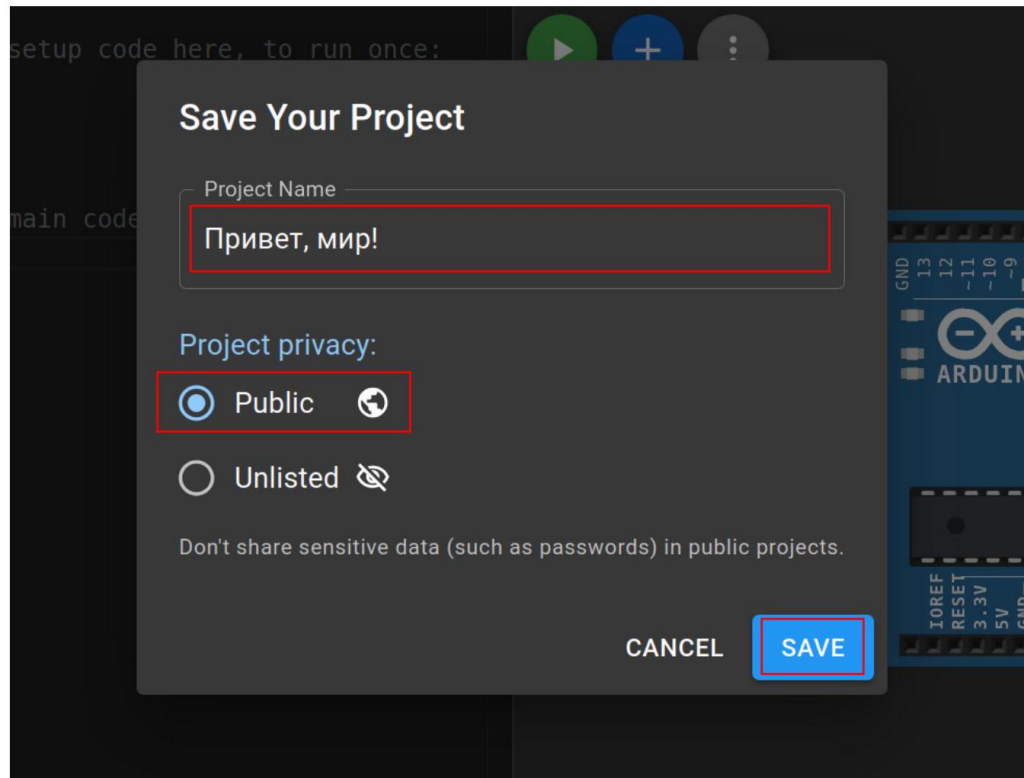 setup code here, to run once:
Save Your Project
Project Name
main code
Привет, мир!
GND
13
12
~11
~10
~9
Project privacy:
ARDUIN
Public
Unlisted
Don't share sensitive data (such as passwords) in public projects.
IOREF
RESET
3.3V
5V
GND
CANCEL
SAVE